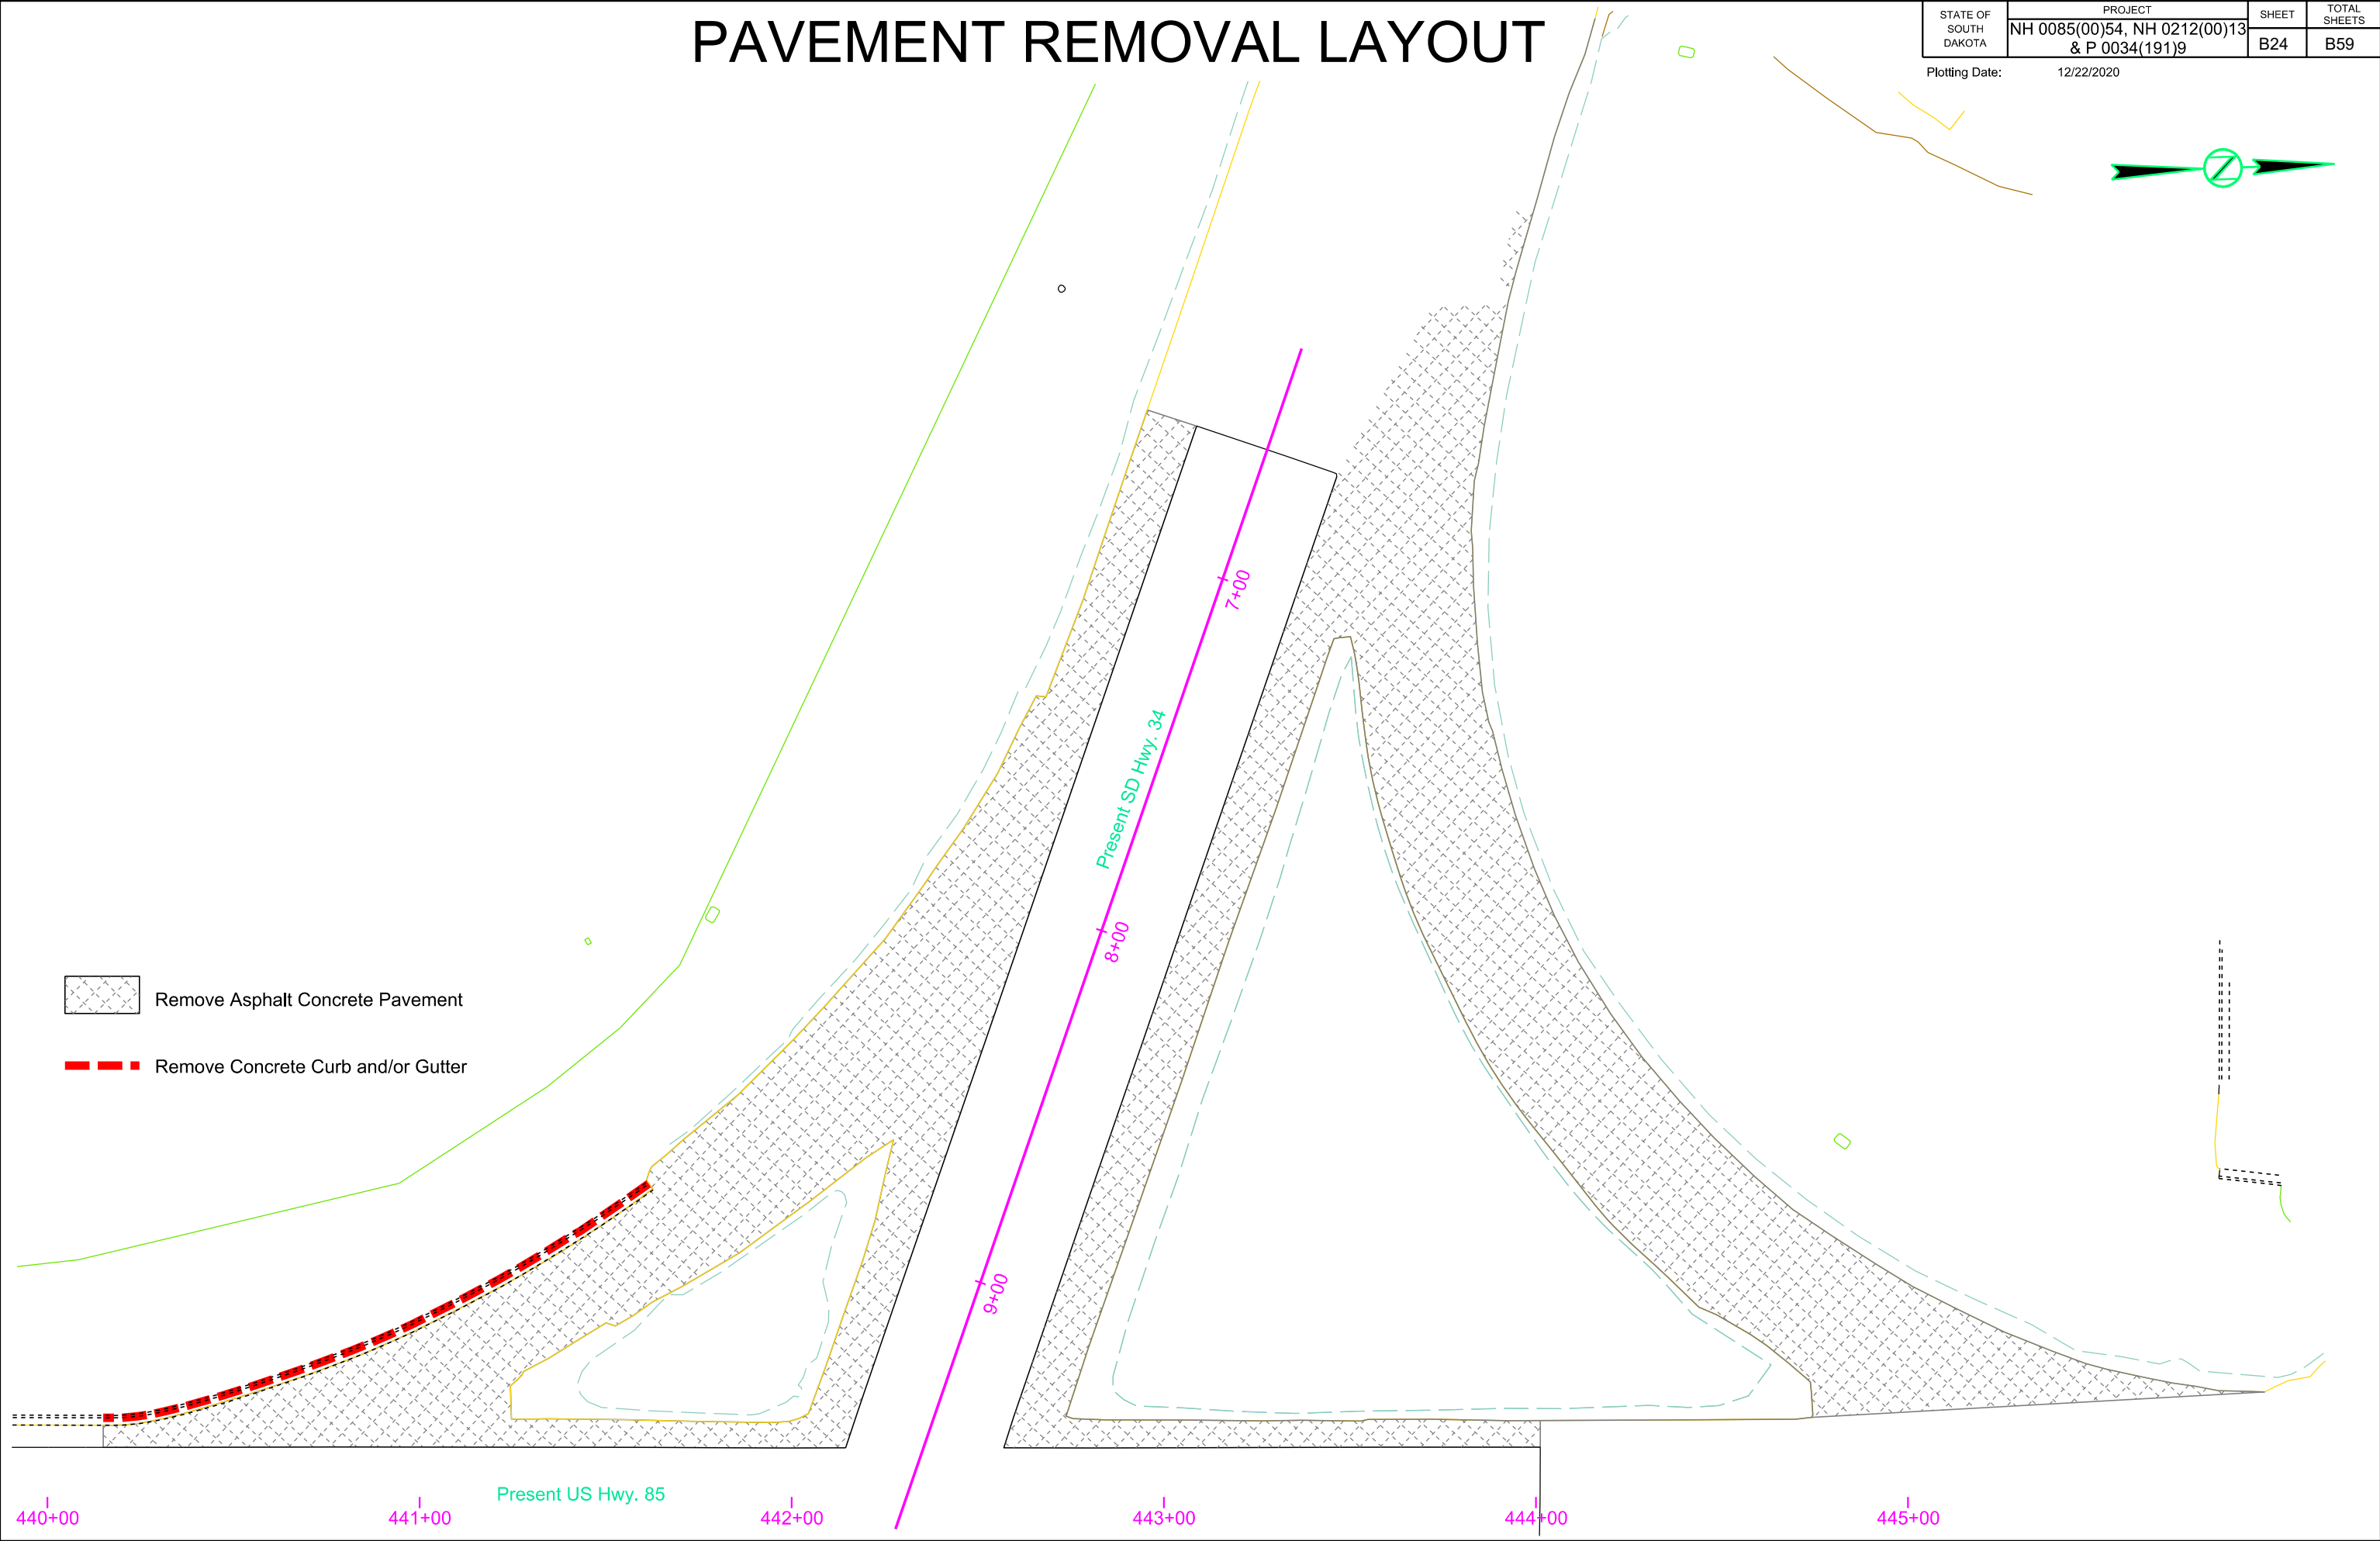 PAVEMENT REMOVAL LAYOUT
STATE OF
SOUTH
DAKOTA
PROJECT
NH 0085(00)54, NH 0212(00)13
& P 0034(191)9
SHEET
B24
TOTAL
SHEETS
B59
Plotting Date: 12/22/2020
Z
7+00
Present SD Hwy. 34
8+00
Remove Asphalt Concrete Pavement
Remove Concrete Curb and/or Gutter
9+00
Present US Hwy. 85
440+00 441+00 442+00 443+00 444+00 445+00